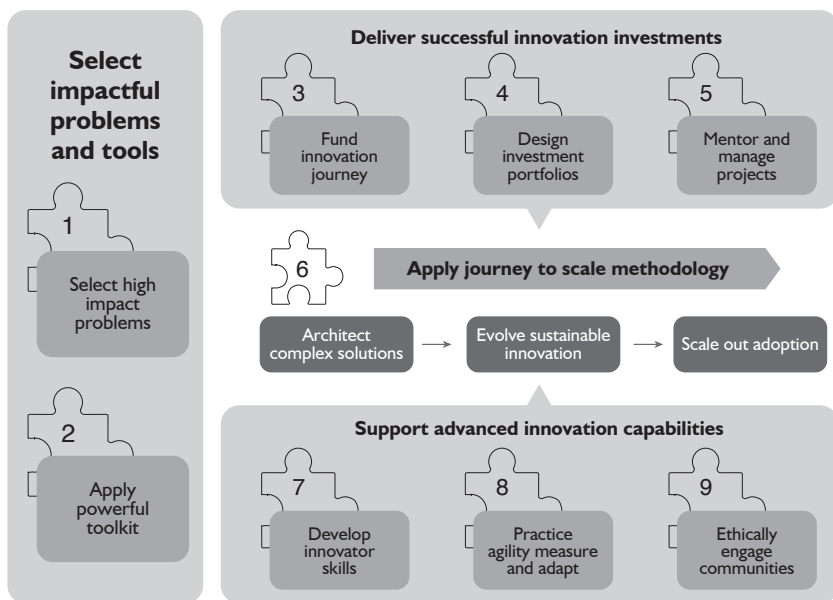 Select
impactful
problems
and tools
1
Select high
impact
problems
2
Apply
powerful
toolkit
Deliver successful innovation investments
3
Fund
innovation
journey
4
Design
investment
portfolios
5
Mentor and
manage
projects
6
Apply journey to scale methodology
Architect
complex solutions
Evolve sustainable
innovation
Scale out adoption
Support advanced innovation capabilities
7
Develop
innovator
skills
8
Practice
agility measure
and adapt
9
Ethically
engage
communities